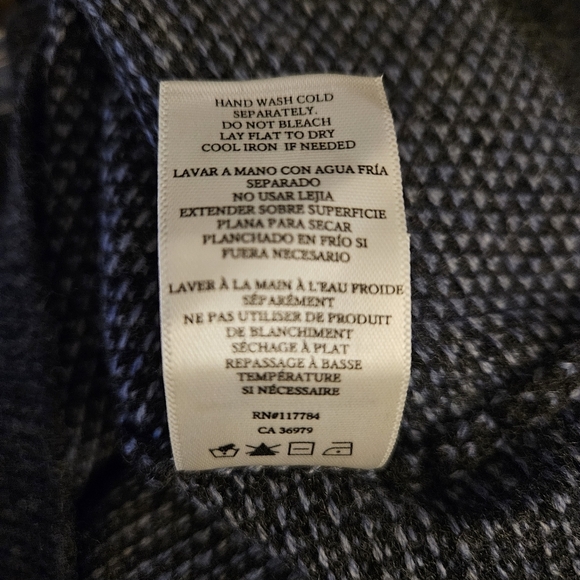 HAND WASH COLD
SEPARATELY.
DO NOT BLEACH
LAY FLAT TO DRY
COOL IRON IF NEEDED
LAVAR A MANO CON AGUA FRÍA
SEPARADO
NO USAR LEJIA
EXTENDER SOBRE SUPERFICIE
PLANA PARA SECAR
PLANCHADO EN FRÍO SI
FUERA NECESARIO
LAVER À LA MAIN À L'EAU FROIDE
SÉPARÉMENT
NE PAS UTILISER DE PRODUIT
DE BLANCHIMENT
SÉCHAGE À PLAT
REPASSAGE À BASSE
TEMPÉRATURE
SI NÉCESSAIRE
RN#117784
CA 36979